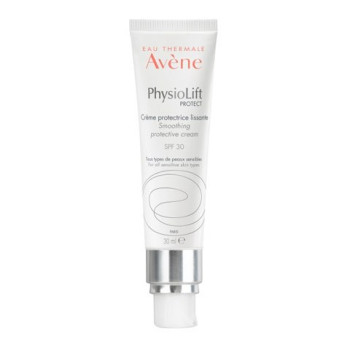 EAU THERMALE
Avène
PhysioLift
PROTECT
Crème protectrice lissante
Smoothing
protective cream
SPF 30
Tous types de peaux sensibles
For all sensitive skin types
PARIS
30 ml ℮